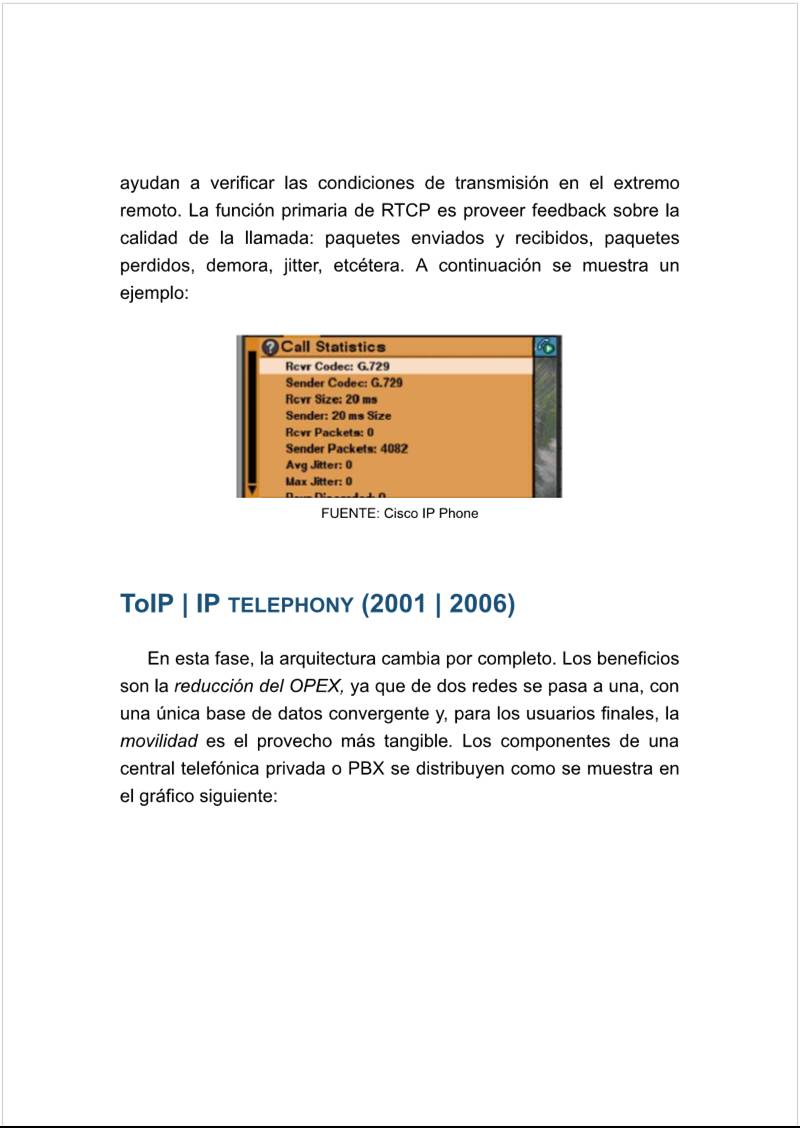 ayudan a verificar las condiciones de transmisión en el extremo
remoto. La función primaria de RTCP es proveer feedback sobre la
calidad de la llamada: paquetes enviados y recibidos, paquetes
perdidos, demora, jitter, etcétera. A continuación se muestra un
ejemplo:
Call Statistics
Rcvr Codec: G.729
Sender Codec: G.729
Rcvr Size: 20 ms
Sender: 20 ms Size
Rcvr Packets: 0
Sender Packets: 4082
Avg Jitter: 0
Max Jitter: 0
FUENTE: Cisco IP Phone
ToIP | IP TELEPHONY (2001 | 2006)
En esta fase, la arquitectura cambia por completo. Los beneficios
son la reducción del OPEX, ya que de dos redes se pasa a una, con
una única base de datos convergente y, para los usuarios finales, la
movilidad es el provecho más tangible. Los componentes de una
central telefónica privada o PBX se distribuyen como se muestra en
el gráfico siguiente: